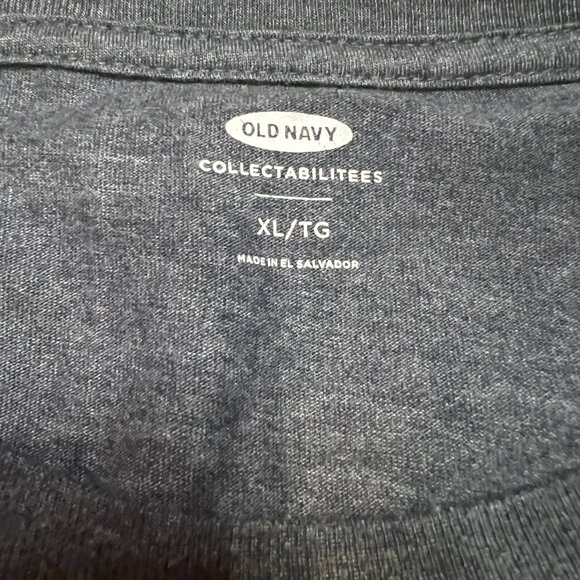 OLD NAVY
COLLECTABILITEES
XL/TG
MADE IN EL SALVADOR